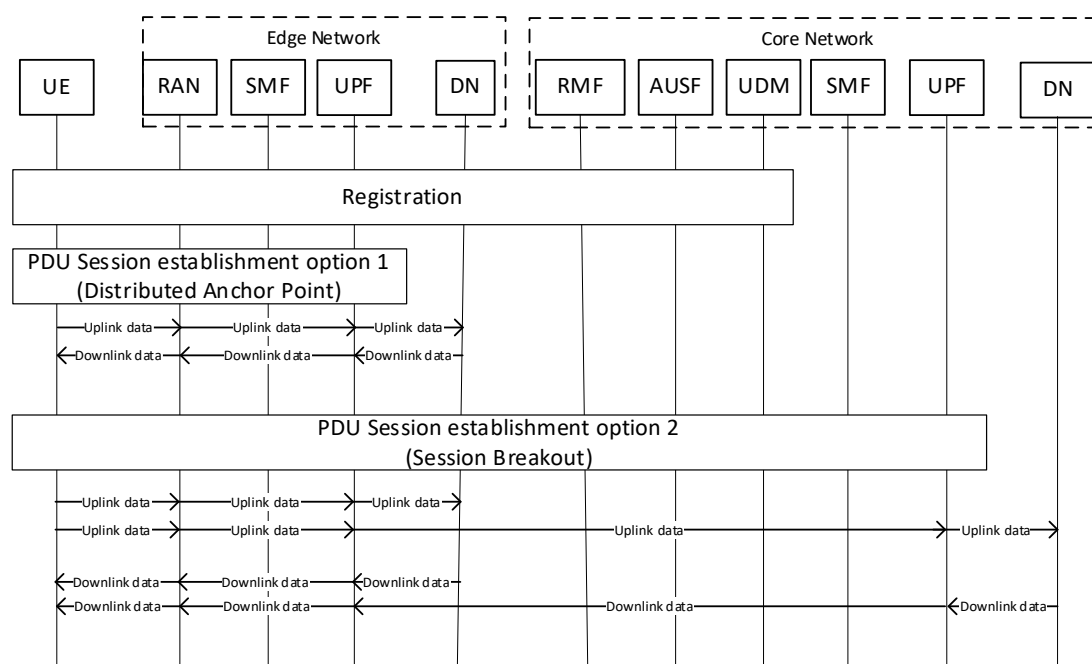 Edge Network
Core Network
UE
RAN
SMF
UPF
DN
RMF
AUSF
UDM
SMF
UPF
DN
Registration
PDU Session establishment option 1
(Distributed Anchor Point)
Uplink data
Uplink data
Uplink data
Downlink data
Downlink data
Downlink data
PDU Session establishment option 2
(Session Breakout)
Uplink data
Uplink data
Uplink data
Uplink data
Uplink data
Uplink data
Uplink data
Downlink data
Downlink data
Downlink data
Downlink data
Downlink data
Downlink data
Downlink data